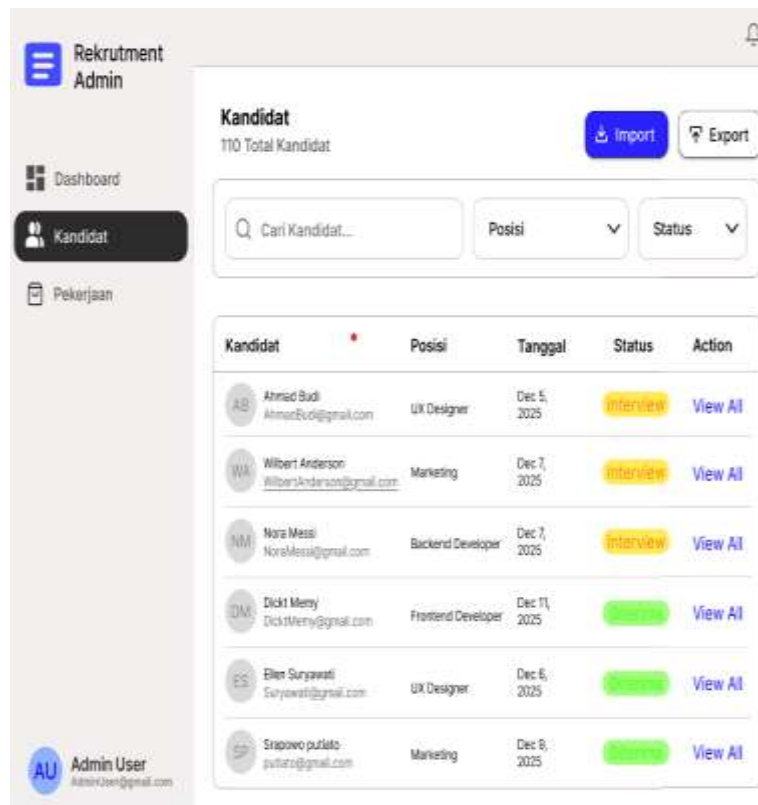 Rekrutment
Admin
Kandidat
110 Total Kandidat
Import
Export
Dashboard
Kandidat
Pekerjaan
Cari Kandidat...
Posisi
Status
Kandidat
Posisi
Tanggal
Status
Action
AB
Ahmad Budi
AhmadBudi@gmail.com
UX Designer
Dec 5,
2025
Interview
View All
WA
Wilbert Anderson
WilbertAnderson@gmail.com
Marketing
Dec 7,
2025
Interview
View All
NM
Nora Messi
NoraMessi@gmail.com
Backend Developer
Dec 7,
2025
Interview
View All
DM
Dickt Memy
DicktMemy@gmail.com
Frontend Developer
Dec 11,
2025
View All
ES
Ellen Suryawati
Suryawati@gmail.com
UX Designer
Dec 6,
2025
View All
SP
Srapowo putlato
putlato@gmail.com
Marketing
Dec 9,
2025
View All
AU
Admin User
AdminUser@gmail.com